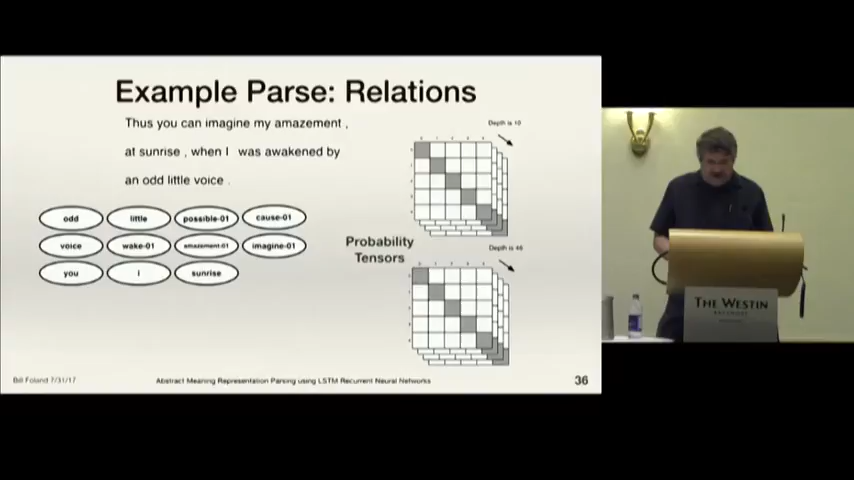 Example Parse: Relations
Thus you can imagine my amazement ,
at sunrise , when I was awakened by
an odd little voice .
odd
little
possible-01
cause-01
voice
wake-01
amazement-01
imagine-01
you
I
sunrise
Probability
Tensors
Depth is 10
Depth is 46
Bill Foland 7/31/17
Abstract Meaning Representation Parsing using LSTM Recurrent Neural Networks
36
THE WESTIN